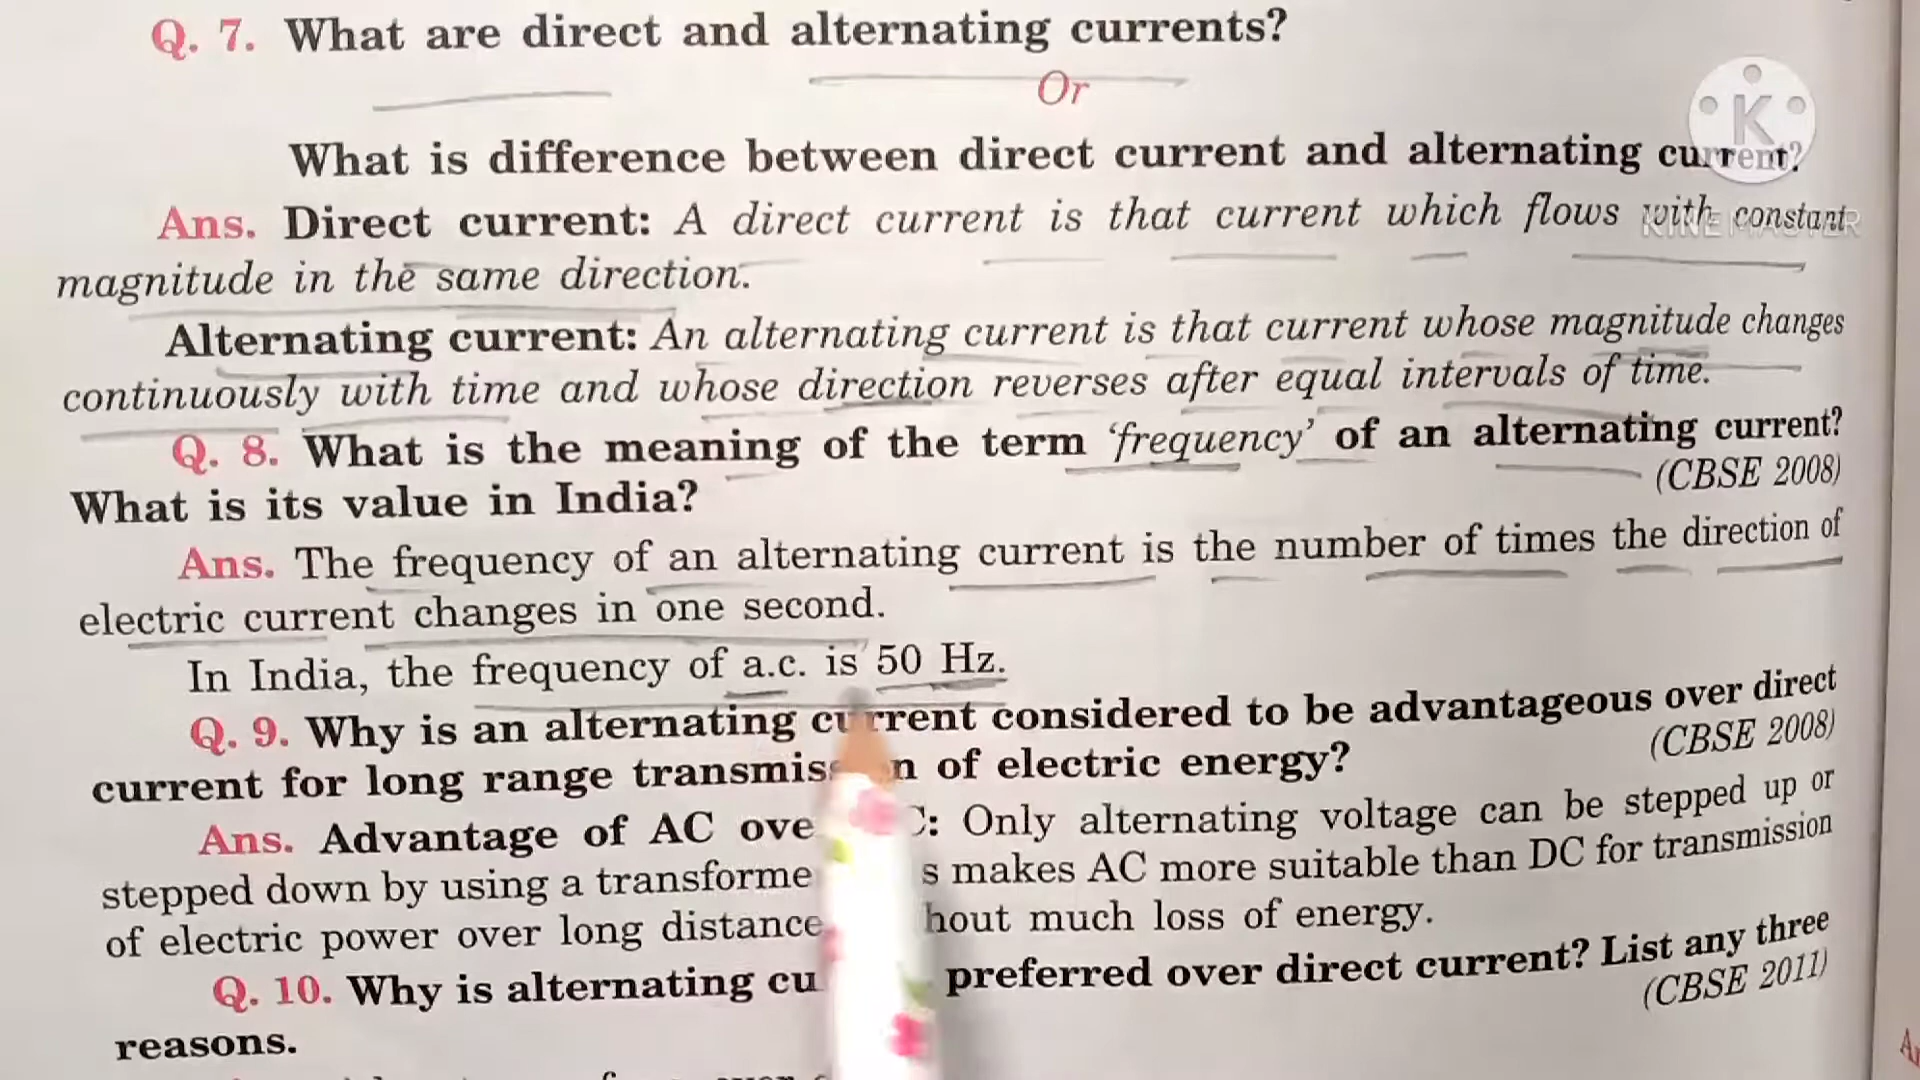 Q. 7. What are direct and alternating currents?
Or
What is difference between direct current and alternating current?
Ans. Direct current: A direct current is that current which flows with constant
magnitude in the same direction.
Alternating current: An alternating current is that current whose magnitude changes
continuously with time and whose direction reverses after equal intervals of time.
Q. 8. What is the meaning of the term ‘frequency’ of an alternating current?
What is its value in India? (CBSE 2008)
Ans. The frequency of an alternating current is the number of times the direction of
electric current changes in one second.
In India, the frequency of a.c. is 50 Hz.
Q. 9. Why is an alternating current considered to be advantageous over direct
current for long range transmis n of electric energy? (CBSE 2008)
Ans. Advantage of AC ove C: Only alternating voltage can be stepped up or
stepped down by using a transforme s makes AC more suitable than DC for transmission
of electric power over long distance hout much loss of energy.
Q. 10. Why is alternating cu preferred over direct current? List any three
reasons. (CBSE 2011)
K
KINEMASTER